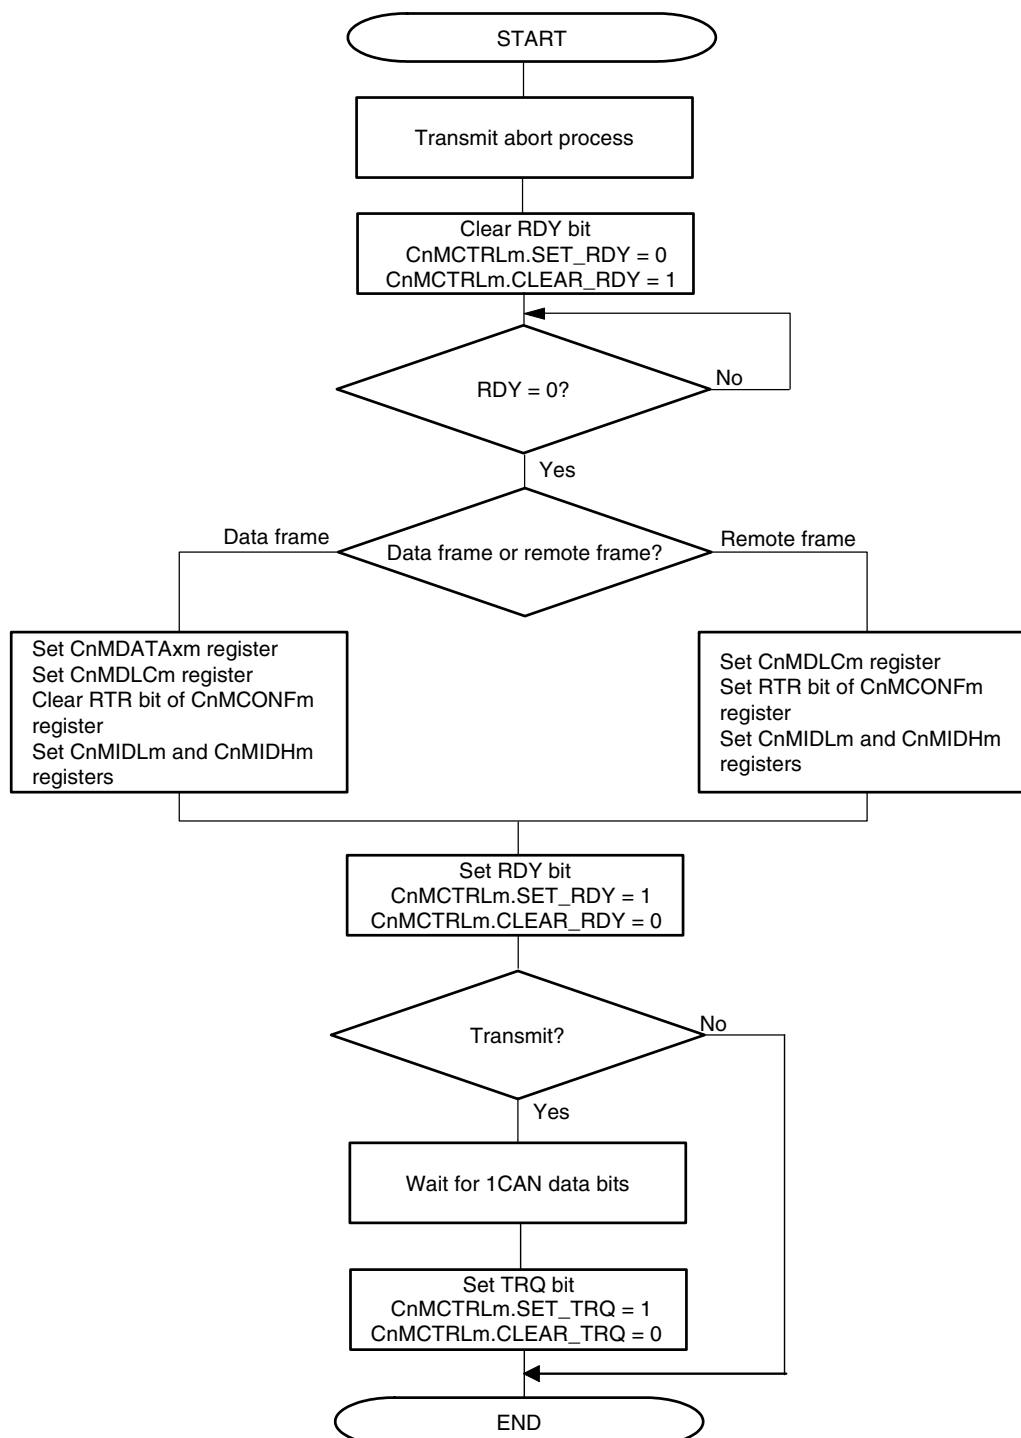 START
Transmit abort process
Clear RDY bit
CnMCTRLm.SET_RDY = 0
CnMCTRLm.CLEAR_RDY = 1
RDY = 0?
No
Yes
Data frame
Data frame or remote frame?
Remote frame
Set CnMDATAxm register
Set CnMDLCm register
Clear RTR bit of CnMCONFm
register
Set CnMIDLm and CnMIDHm
registers
Set CnMDLCm register
Set RTR bit of CnMCONFm
register
Set CnMIDLm and CnMIDHm
registers
Set RDY bit
CnMCTRLm.SET_RDY = 1
CnMCTRLm.CLEAR_RDY = 0
Transmit?
No
Yes
Wait for 1CAN data bits
Set TRQ bit
CnMCTRLm.SET_TRQ = 1
CnMCTRLm.CLEAR_TRQ = 0
END